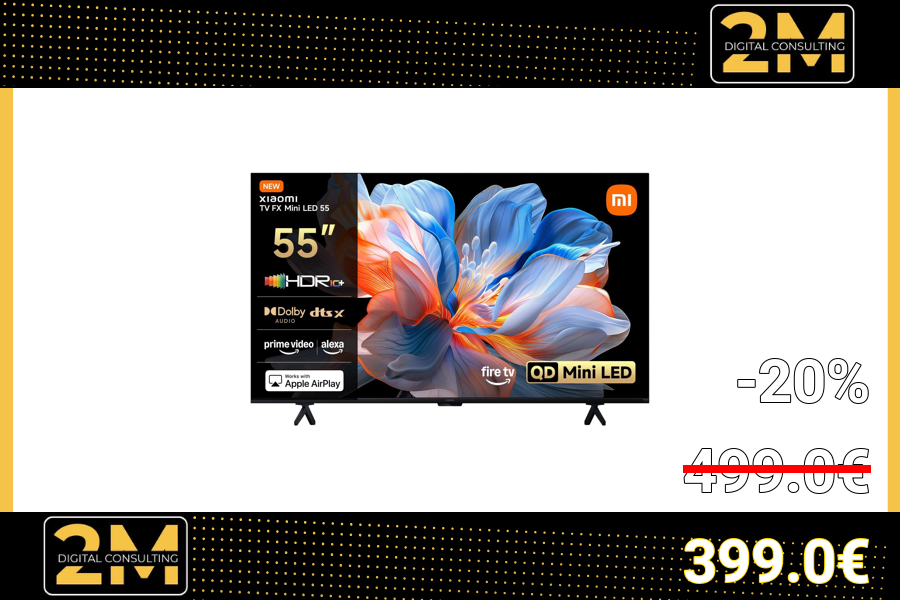 2M
DIGITAL CONSULTING
NEW
xiaomi
TV FX Mini LED 55
55"
HDR10+
Dolby AUDIO dts X
prime video | alexa
Works with
Apple AirPlay
mi
fire tv
QD Mini LED
-20%
499.0€
2M
DIGITAL CONSULTING
399.0€